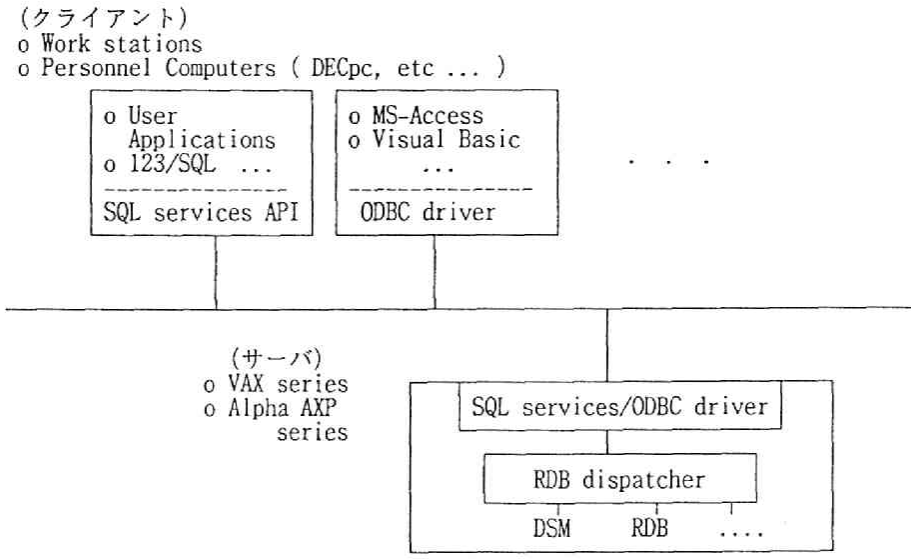 (クライアント)
o Work stations
o Personnel Computers ( DECpc, etc ... )
o User
Applications
o 123/SQL ...
SQL services API
o MS-Access
o Visual Basic
...
ODBC driver
. . .
(サーバ)
o VAX series
o Alpha AXP
series
SQL services/ODBC driver
RDB dispatcher
DSM RDB ....